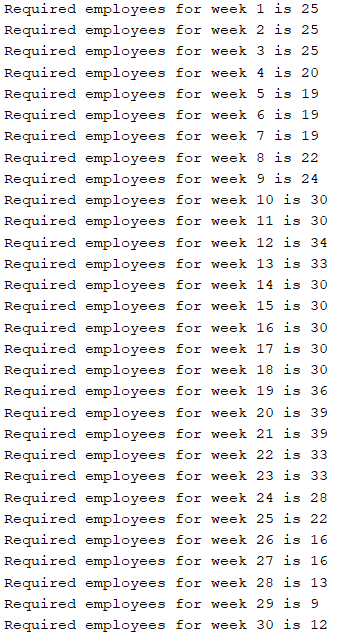 Required employees for week 1 is 25
Required employees for week 2 is 25
Required employees for week 3 is 25
Required employees for week 4 is 20
Required employees for week 5 is 19
Required employees for week 6 is 19
Required employees for week 7 is 19
Required employees for week 8 is 22
Required employees for week 9 is 24
Required employees for week 10 is 30
Required employees for week 11 is 30
Required employees for week 12 is 34
Required employees for week 13 is 33
Required employees for week 14 is 30
Required employees for week 15 is 30
Required employees for week 16 is 30
Required employees for week 17 is 30
Required employees for week 18 is 30
Required employees for week 19 is 36
Required employees for week 20 is 39
Required employees for week 21 is 39
Required employees for week 22 is 33
Required employees for week 23 is 33
Required employees for week 24 is 28
Required employees for week 25 is 22
Required employees for week 26 is 16
Required employees for week 27 is 16
Required employees for week 28 is 13
Required employees for week 29 is 9
Required employees for week 30 is 12